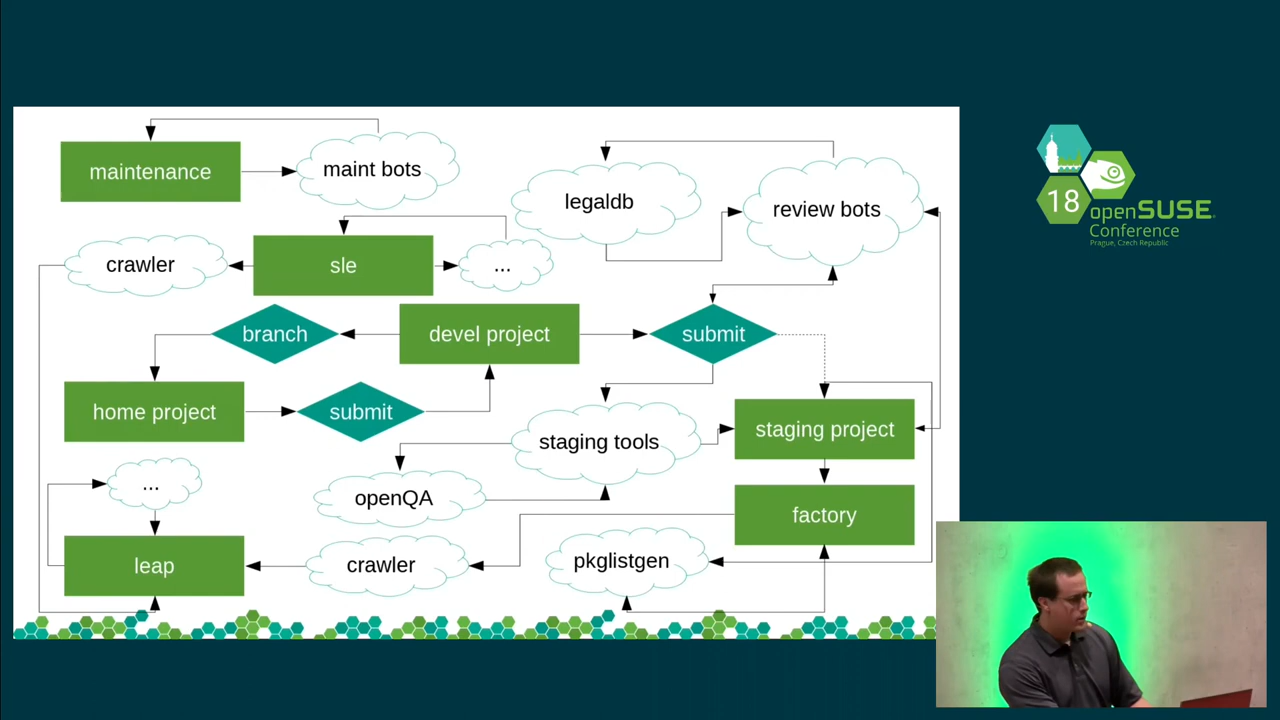 maintenance
maint bots
legaldb
review bots
crawler
sle
...
branch
devel project
submit
home project
submit
staging tools
staging project
...
openQA
factory
leap
crawler
pkglistgen
18
openSUSE
Conference
Prague, Czech Republic